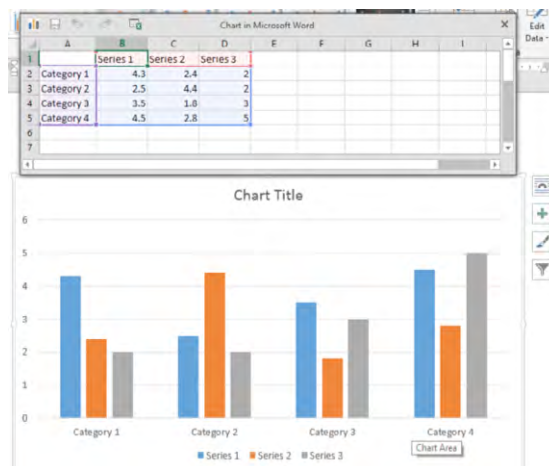 Chart in Microsoft Word
Edit
Data
A B C D E F G H I
1 Series 1 Series 2 Series 3
2 Category 1 4.3 2.4 2
3 Category 2 2.5 4.4 2
4 Category 3 3.5 1.8 3
5 Category 4 4.5 2.8 5
6
7
Chart Title
6
5
4
3
2
1
0
Category 1 Category 2 Category 3 Category 4
Chart Area
Series 1 Series 2 Series 3